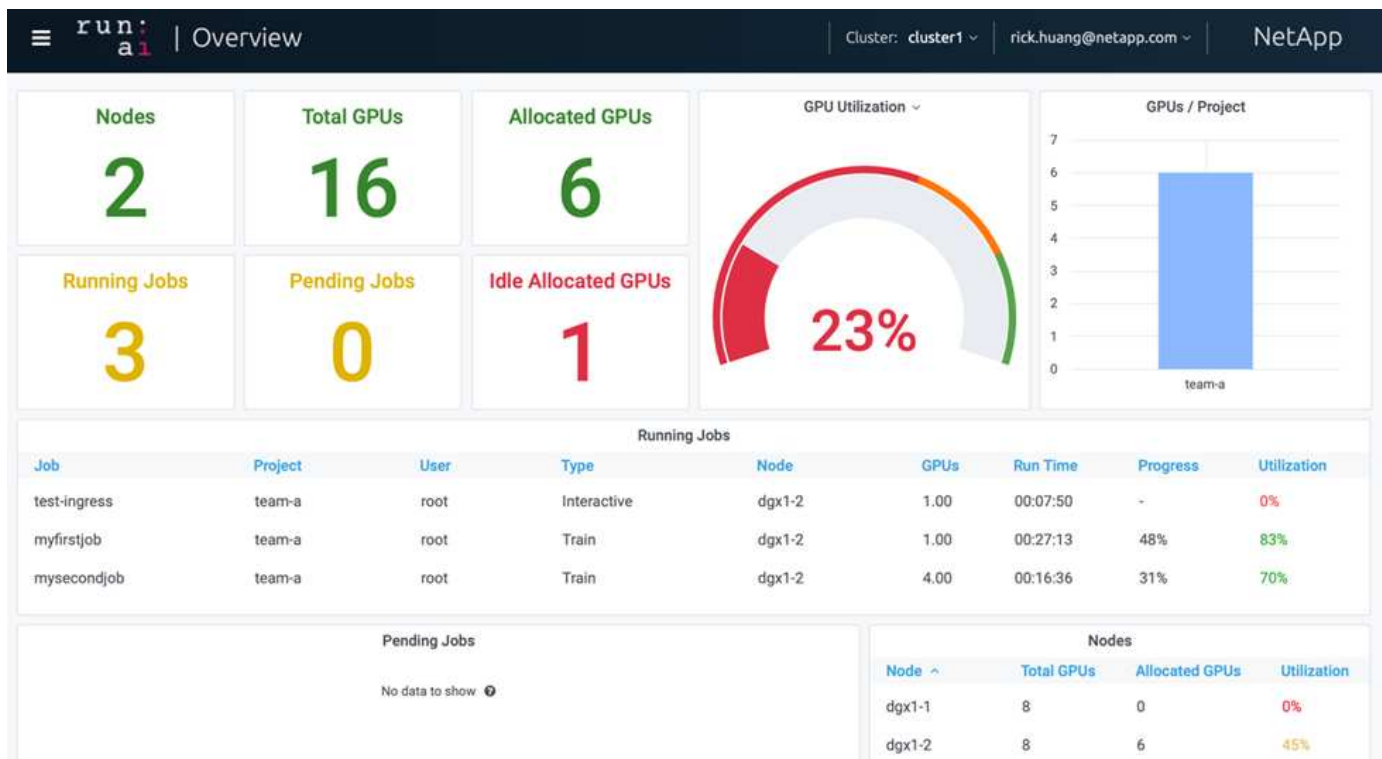 run:
ai | Overview
Cluster: cluster1
rick.huang@netapp.com
NetApp
Nodes
2
Total GPUs
16
Allocated GPUs
6
Running Jobs
3
Pending Jobs
0
Idle Allocated GPUs
1
GPU Utilization
23%
GPUs / Project
7
6
5
4
3
2
1
0
team-a
Running Jobs
Job Project User Type Node GPUs Run Time Progress Utilization
test-ingress team-a root Interactive dgx1-2 1.00 00:07:50 - 0%
myfirstjob team-a root Train dgx1-2 1.00 00:27:13 48% 83%
mysecondjob team-a root Train dgx1-2 4.00 00:16:36 31% 70%
Pending Jobs
No data to show ?
Nodes
Node Total GPUs Allocated GPUs Utilization
dgx1-1 8 0 0%
dgx1-2 8 6 45%